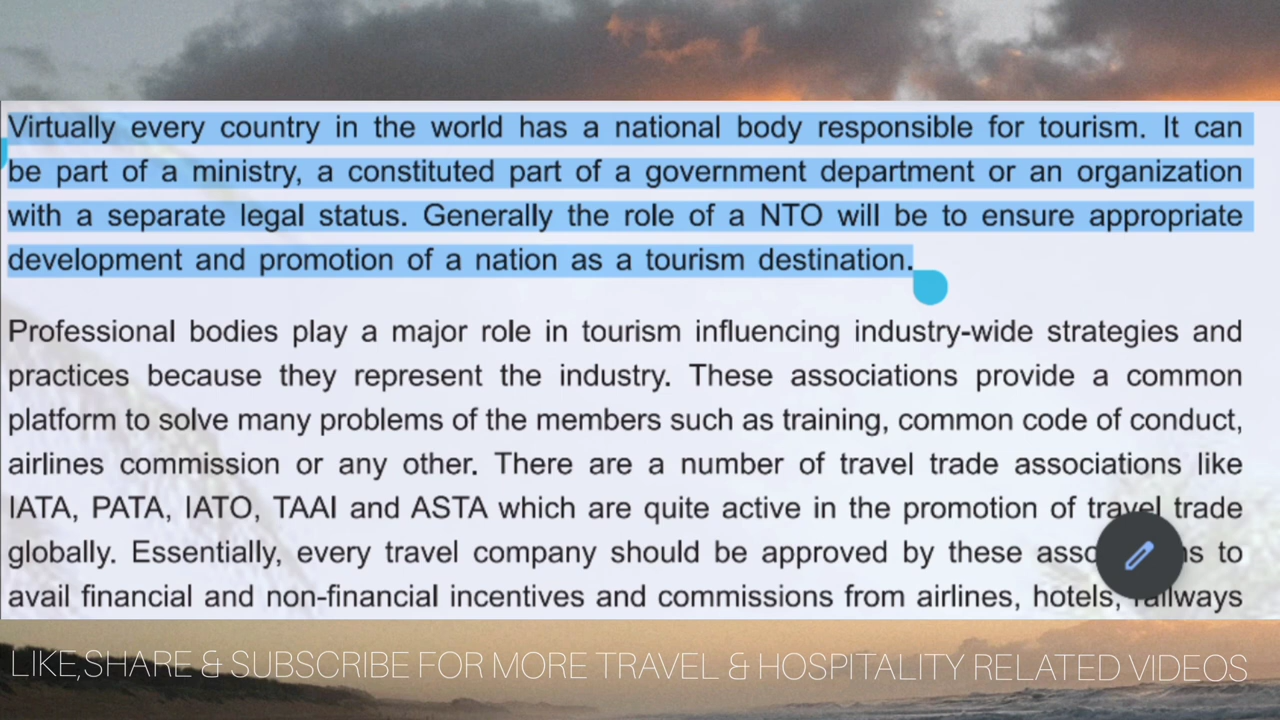 Virtually every country in the world has a national body responsible for tourism. It can
be part of a ministry, a constituted part of a government department or an organization
with a separate legal status. Generally the role of a NTO will be to ensure appropriate
development and promotion of a nation as a tourism destination.
Professional bodies play a major role in tourism influencing industry-wide strategies and
practices because they represent the industry. These associations provide a common
platform to solve many problems of the members such as training, common code of conduct,
airlines commission or any other. There are a number of travel trade associations like
IATA, PATA, IATO, TAAI and ASTA which are quite active in the promotion of travel trade
globally. Essentially, every travel company should be approved by these to
avail financial and non-financial incentives and commissions from airlines, hotels, railways
LIKE,SHARE & SUBSCRIBE FOR MORE TRAVEL & HOSPITALITY RELATED VIDEOS